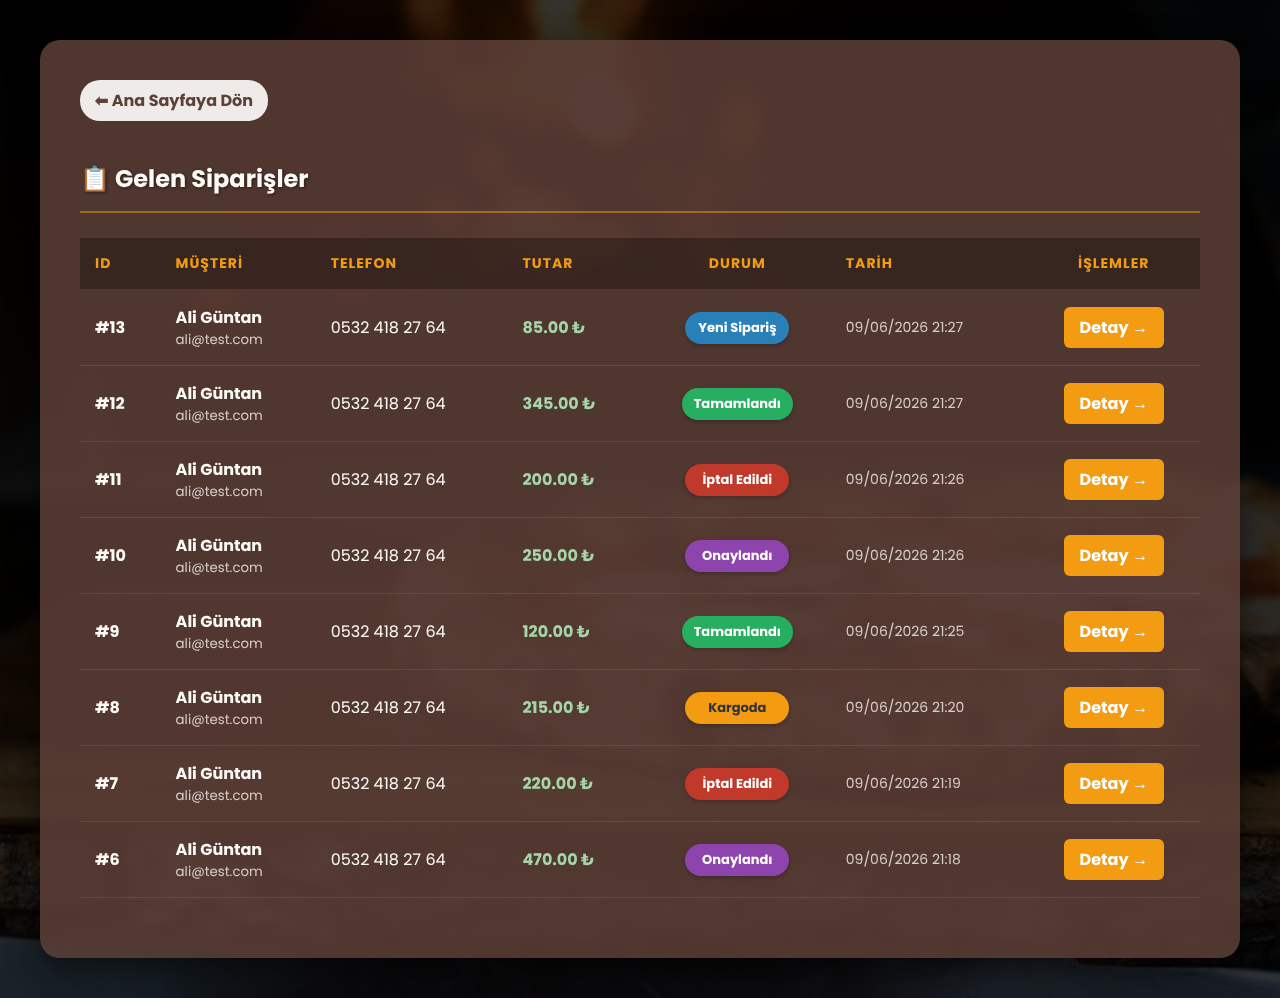 ⬅ Ana Sayfaya Dön
📋 Gelen Siparişler
ID MÜŞTERİ TELEFON TUTAR DURUM TARİH İŞLEMLER
#13 Ali Güntan 0532 418 27 64 85.00 ₺ Yeni Sipariş 09/06/2026 21:27 Detay →
ali@test.com
#12 Ali Güntan 0532 418 27 64 345.00 ₺ Tamamlandı 09/06/2026 21:27 Detay →
ali@test.com
#11 Ali Güntan 0532 418 27 64 200.00 ₺ İptal Edildi 09/06/2026 21:26 Detay →
ali@test.com
#10 Ali Güntan 0532 418 27 64 250.00 ₺ Onaylandı 09/06/2026 21:26 Detay →
ali@test.com
#9 Ali Güntan 0532 418 27 64 120.00 ₺ Tamamlandı 09/06/2026 21:25 Detay →
ali@test.com
#8 Ali Güntan 0532 418 27 64 215.00 ₺ Kargoda 09/06/2026 21:20 Detay →
ali@test.com
#7 Ali Güntan 0532 418 27 64 220.00 ₺ İptal Edildi 09/06/2026 21:19 Detay →
ali@test.com
#6 Ali Güntan 0532 418 27 64 470.00 ₺ Onaylandı 09/06/2026 21:18 Detay →
ali@test.com